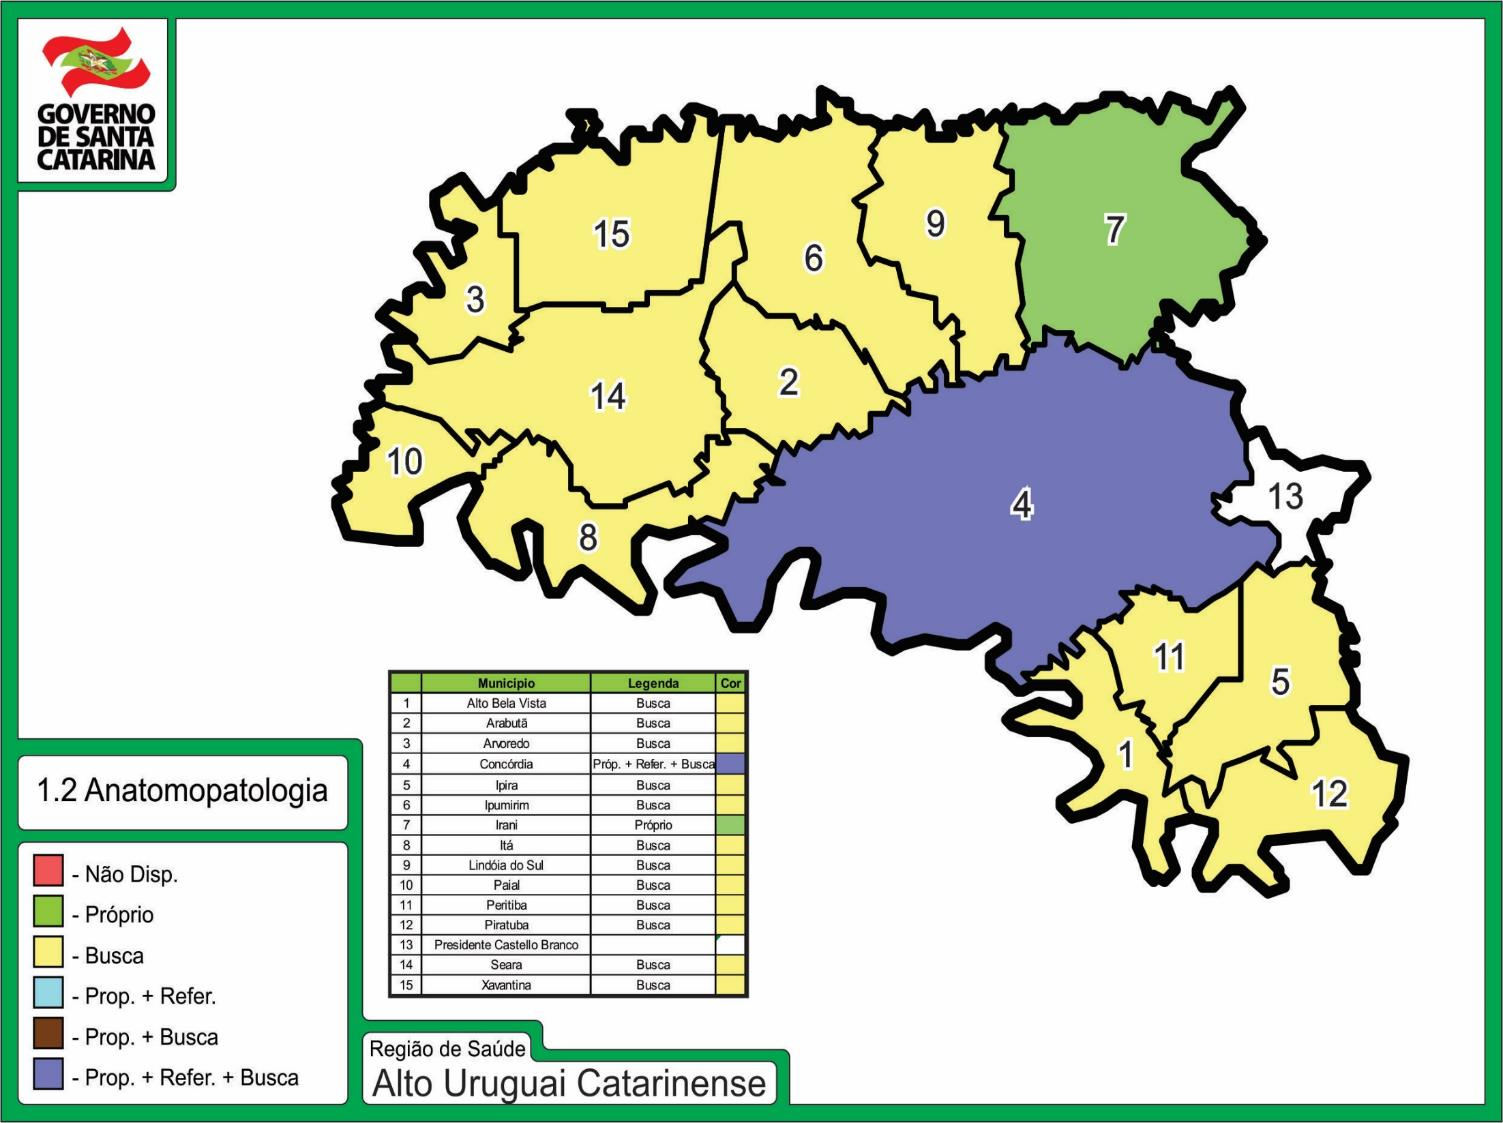 GOVERNO
DE SANTA
CATARINA
15
6
9
7
3
2
14
10
4
13
8
11
5
1
12
Municipio Legenda Cor
1 Alto Bela Vista Busca
2 Arabutã Busca
3 Arvoredo Busca
4 Concórdia Próp. + Refer. + Busca
5 Ipira Busca
6 Ipumirim Busca
7 Irani Próprio
8 Itá Busca
9 Lindóia do Sul Busca
10 Paial Busca
11 Peritiba Busca
12 Piratuba Busca
13 Presidente Castello Branco
14 Seara Busca
15 Xavantina Busca
1.2 Anatomopatologia
- Não Disp.
- Próprio
- Busca
- Prop. + Refer.
- Prop. + Busca
- Prop. + Refer. + Busca
Região de Saúde
Alto Uruguai Catarinense